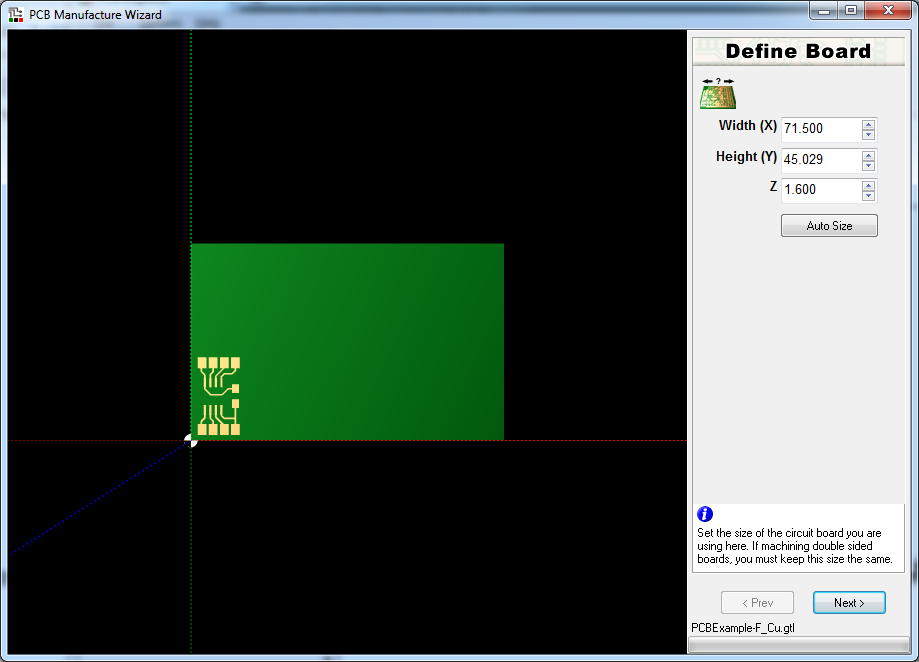 PCB Manufacture Wizard
Define Board
?
Width (X) 71.500
Height (Y) 45.029
Z 1.600
Auto Size
i
Set the size of the circuit board you are
using here. If machining double sided
boards, you must keep this size the same.
< Prev Next >
PCBExample-F_Cu.gtl